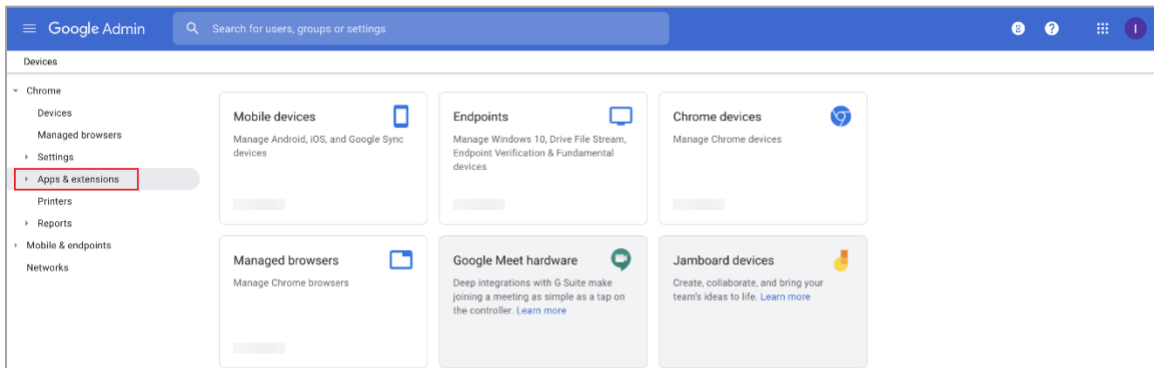 Google Admin
Search for users, groups or settings
8
?
I
Devices
Chrome
Devices
Managed browsers
Settings
Apps & extensions
Printers
Reports
Mobile & endpoints
Networks
Mobile devices
Manage Android, iOS, and Google Sync
devices
Endpoints
Manage Windows 10, Drive File Stream,
Endpoint Verification & Fundamental
devices
Chrome devices
Manage Chrome devices
Managed browsers
Manage Chrome browsers
Google Meet hardware
Deep integrations with G Suite make
joining a meeting as simple as a tap on
the controller. Learn more
Jamboard devices
Create, collaborate, and bring your
team's ideas to life. Learn more